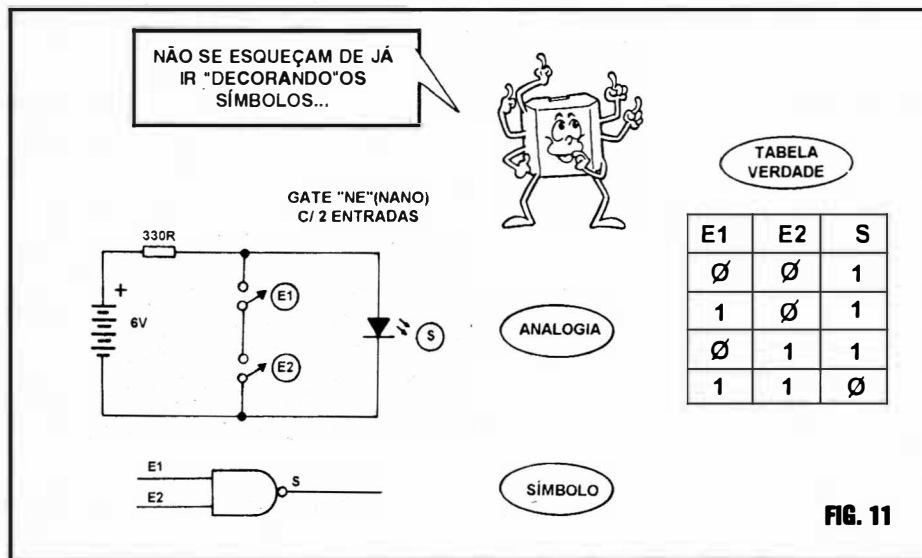 NÃO SE ESQUEÇAM DE JÁ
IR "DECORANDO"OS
SÍMBOLOS...
TABELA
VERDADE
GATE "NE"(NANO)
C/ 2 ENTRADAS
E1 E2 S
Ø Ø 1
1 Ø 1
Ø 1 1
1 1 Ø
330R
+
6V
E1
E2
S
ANALOGIA
E1
E2
S
SÍMBOLO
FIG. 11